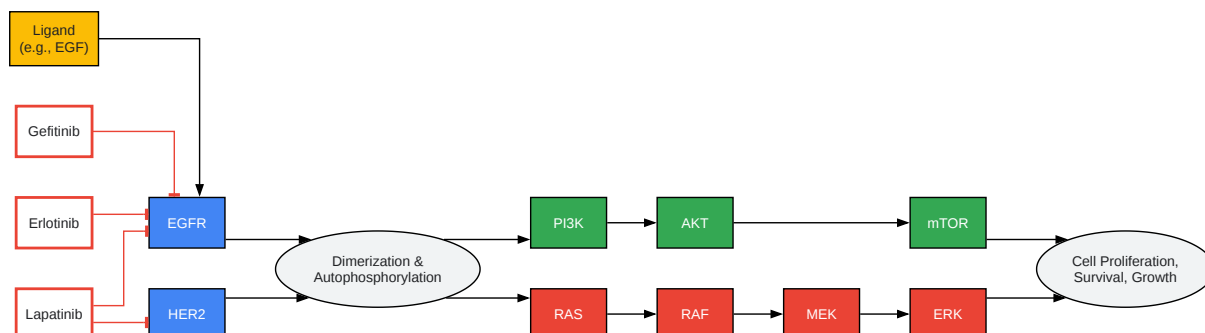 Ligand
(e.g., EGF)
Gefitinib
Erlotinib
EGFR
PI3K
AKT
mTOR
Dimerization &
Autophosphorylation
Cell Proliferation,
Survival, Growth
Lapatinib
HER2
RAS
RAF
MEK
ERK